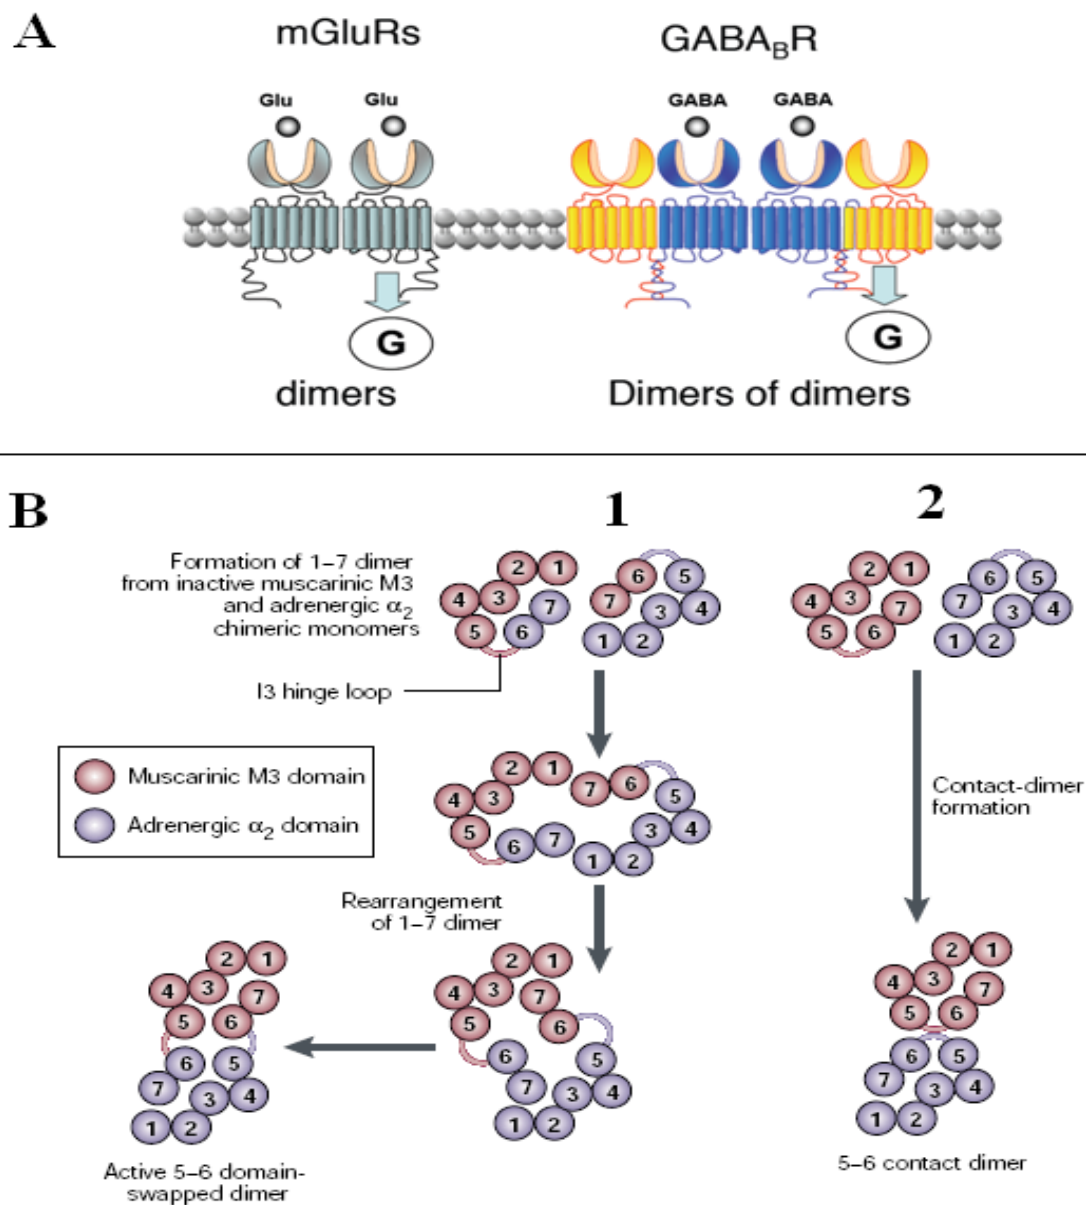 A
mGluRs
GABA_BR
Glu
Glu
GABA
GABA
G
G
dimers
Dimers of dimers
B
1
2
Formation of 1–7 dimer
from inactive muscarinic M3
and adrenergic α₂
chimeric monomers
2 1
4 3 7
5 6
6 5
7 3 4
1 2
2 1
4 3 7
5 6
6 5
7 3 4
1 2
I3 hinge loop
Muscarinic M3 domain
Adrenergic α₂ domain
2 1 7 6
4 3 5
5 6 7 3 4
1 2
Contact-dimer
formation
Rearrangement
of 1–7 dimer
2 1
4 3 7
5 6
6 5
7 3 4
1 2
2 1
4 3 7
5 6
6 5
7 3 4
1 2
2 1
4 3 7
5 6
6 5
7 3 4
1 2
Active 5–6 domain-
swapped dimer
5–6 contact dimer